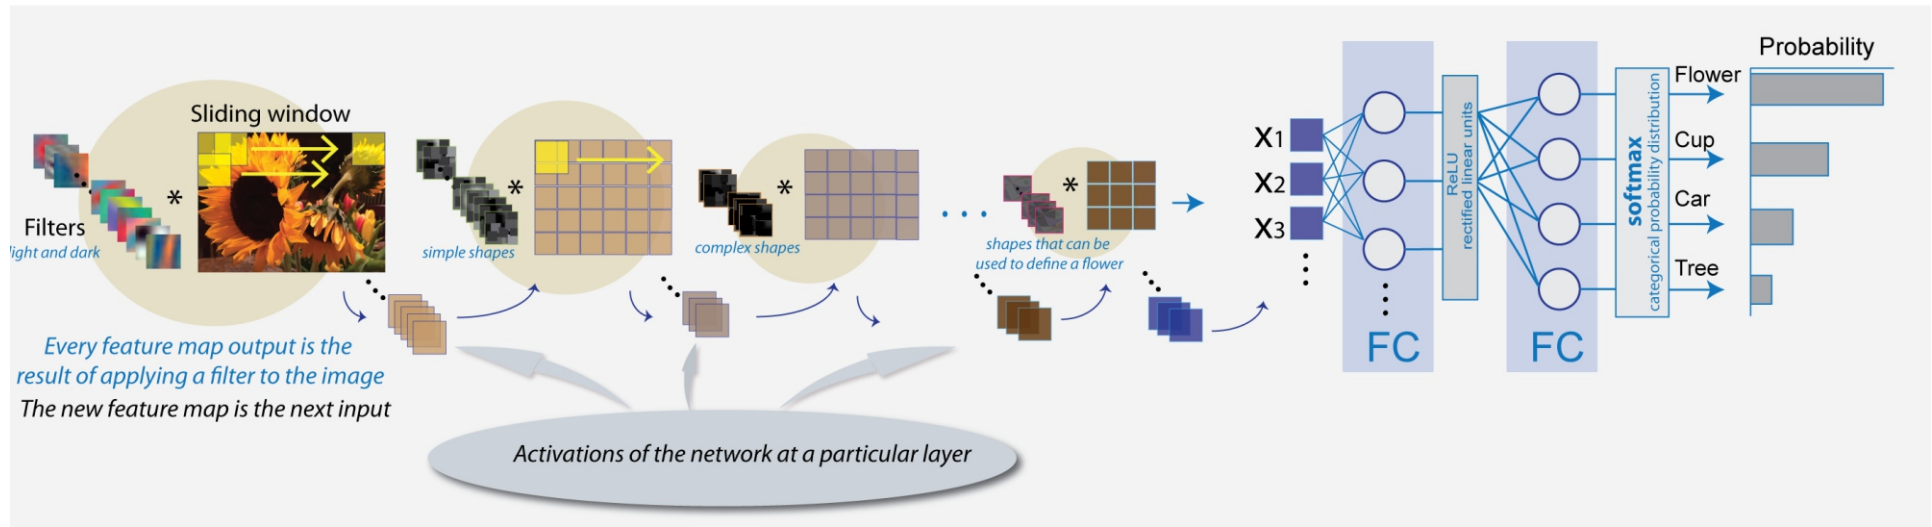 Sliding window
*
Filters
light and dark
Every feature map output is the
result of applying a filter to the image
The new feature map is the next input
*
simple shapes
*
complex shapes
*
shapes that can be
used to define a flower
Activations of the network at a particular layer
X1
X2
X3
FC
ReLU
rectified linear units
FC
softmax
categorical probability distribution
Probability
Flower
Cup
Car
Tree